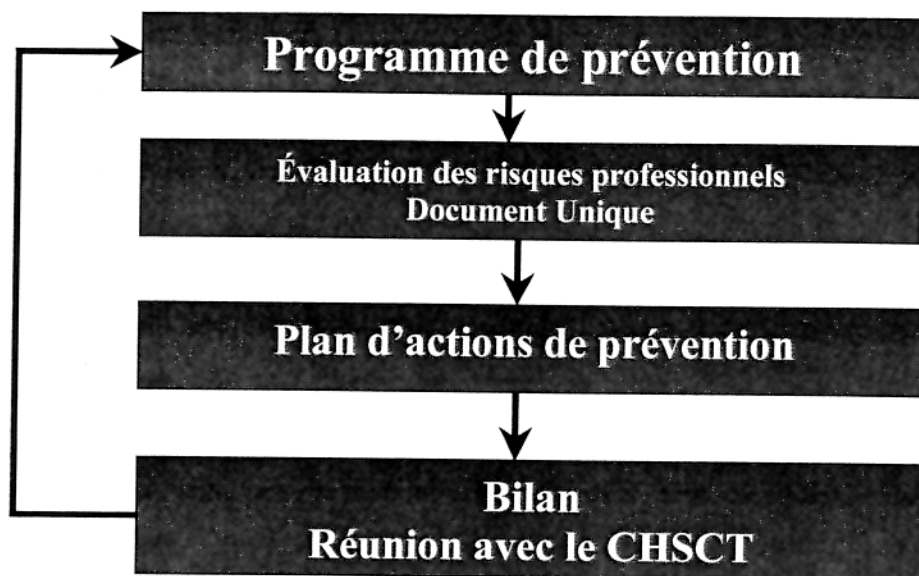 Programme de prévention
Évaluation des risques professionnels
Document Unique
Plan d'actions de prévention
Bilan
Réunion avec le CHSCT